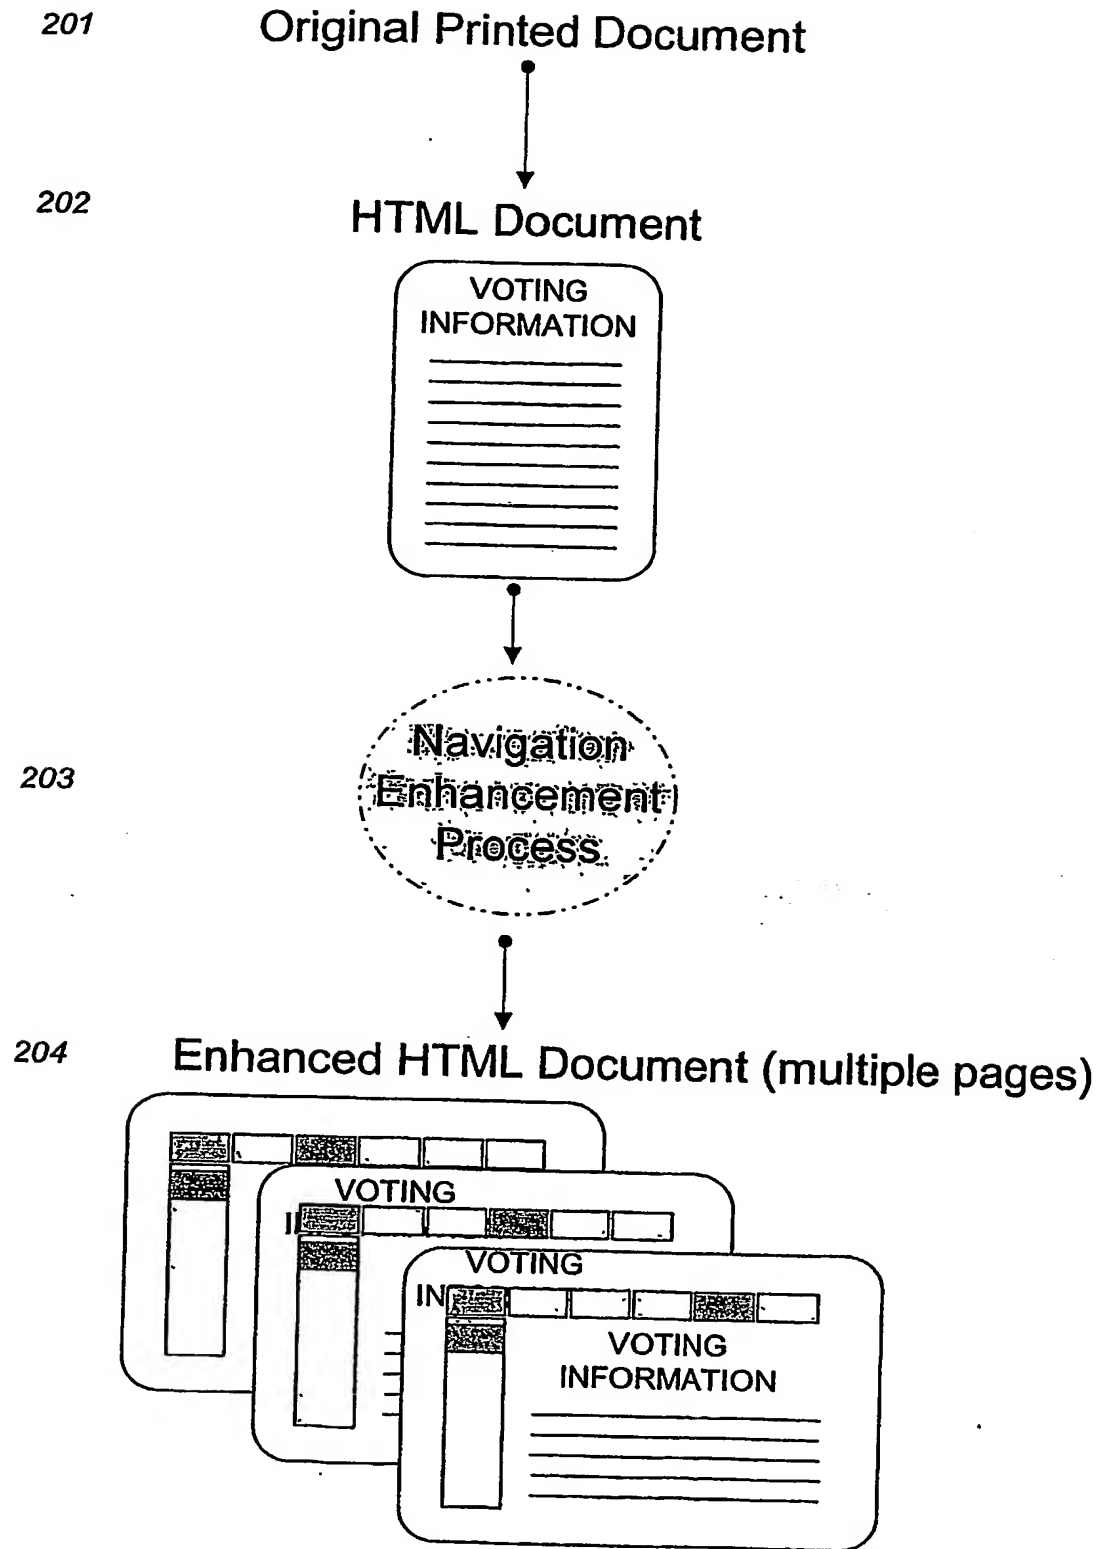 201
Original Printed Document
202
HTML Document
VOTING
INFORMATION
203
Navigation
Enhancement
Process
204
Enhanced HTML Document (multiple pages)
VOTING
VOTING
IN
VOTING
INFORMATION